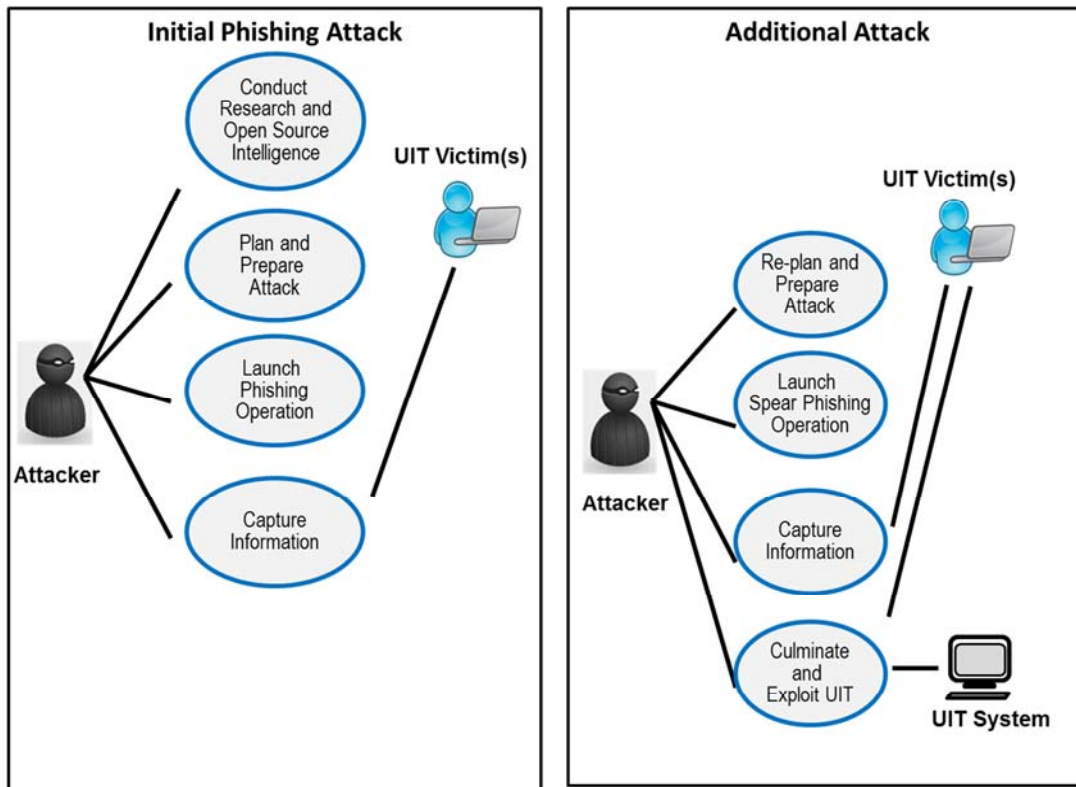 Initial Phishing Attack
Conduct
Research and
Open Source
Intelligence
UIT Victim(s)
Plan and
Prepare
Attack
Launch
Phishing
Operation
Attacker
Capture
Information
Additional Attack
UIT Victim(s)
Re-plan and
Prepare
Attack
Launch
Spear Phishing
Operation
Attacker
Capture
Information
Culminate
and
Exploit UIT
UIT System